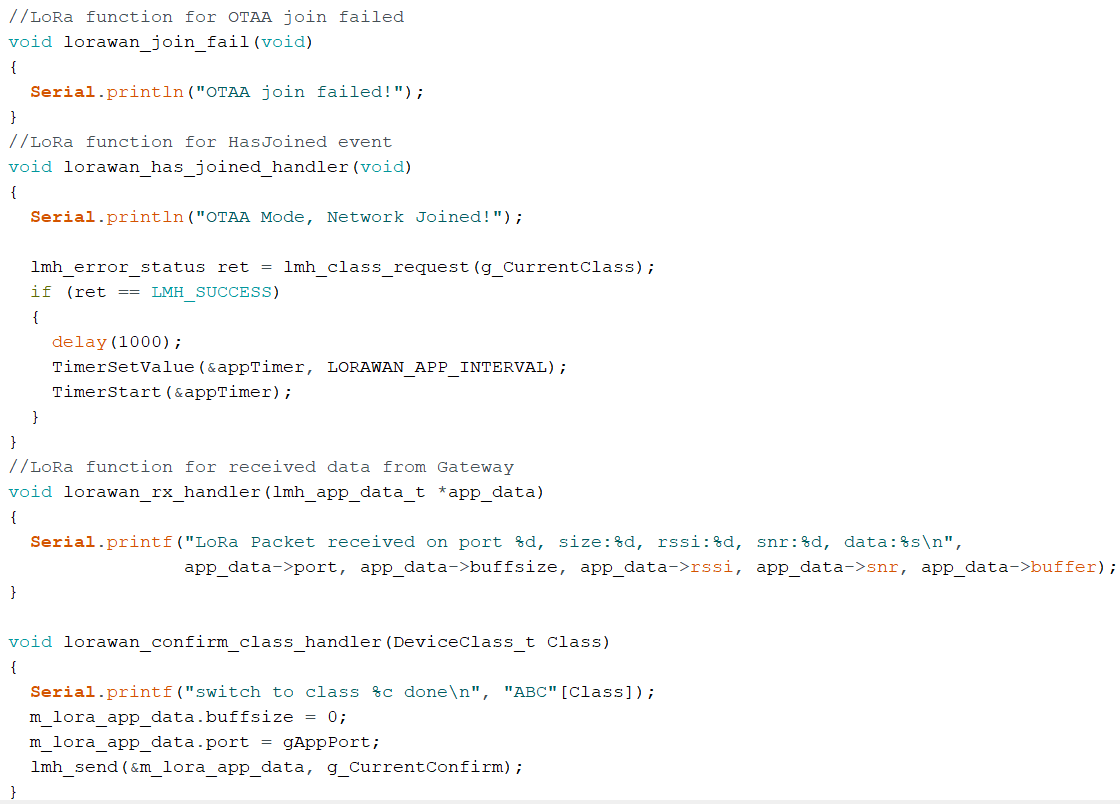 //LoRa function for OTAA join failed
void lorawan_join_fail(void)
{
  Serial.println("OTAA join failed!");
}
//LoRa function for HasJoined event
void lorawan_has_joined_handler(void)
{
  Serial.println("OTAA Mode, Network Joined!");

  lmh_error_status ret = lmh_class_request(g_CurrentClass);
  if (ret == LMH_SUCCESS)
  {
    delay(1000);
    TimerSetValue(&appTimer, LORAWAN_APP_INTERVAL);
    TimerStart(&appTimer);
  }
}
//LoRa function for received data from Gateway
void lorawan_rx_handler(lmh_app_data_t *app_data)
{
  Serial.printf("LoRa Packet received on port %d, size:%d, rssi:%d, snr:%d, data:%s\n",
                app_data->port, app_data->buffsize, app_data->rssi, app_data->snr, app_data->buffer);
}

void lorawan_confirm_class_handler(DeviceClass_t Class)
{
  Serial.printf("switch to class %c done\n", "ABC"[Class]);
  m_lora_app_data.buffsize = 0;
  m_lora_app_data.port = gAppPort;
  lmh_send(&m_lora_app_data, g_CurrentConfirm);
}